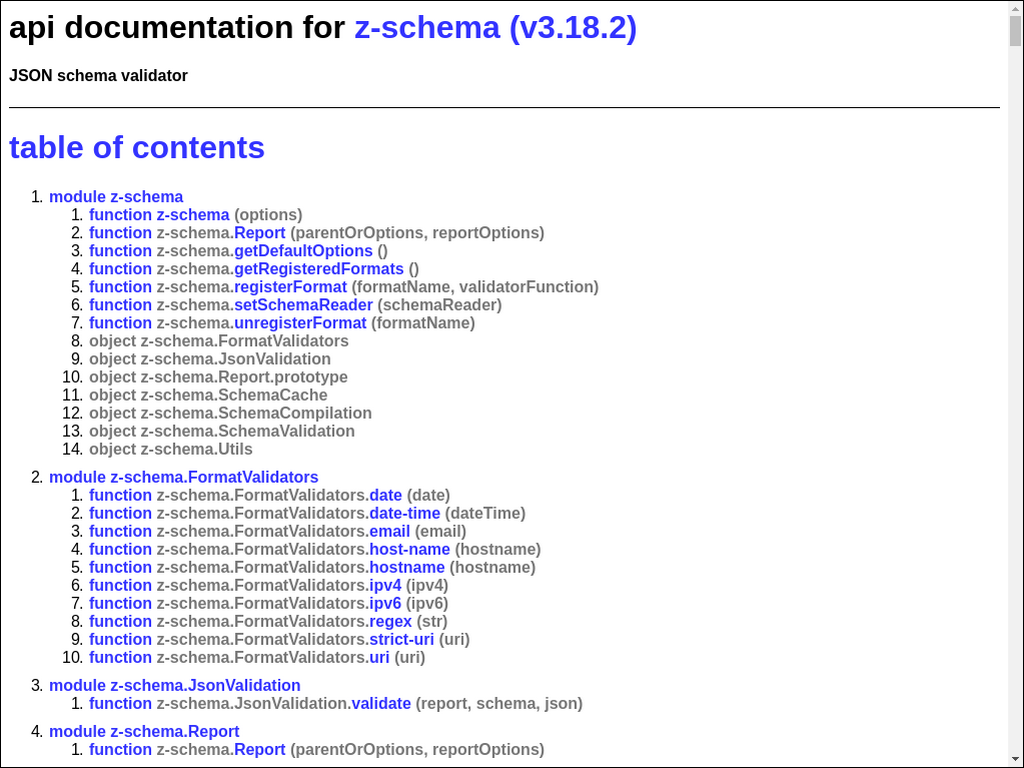 api documentation for z-schema (v3.18.2)
JSON schema validator
table of contents
1. module z-schema
1. function z-schema (options)
2. function z-schema.Report (parentOrOptions, reportOptions)
3. function z-schema.getDefaultOptions ()
4. function z-schema.getRegisteredFormats ()
5. function z-schema.registerFormat (formatName, validatorFunction)
6. function z-schema.setSchemaReader (schemaReader)
7. function z-schema.unregisterFormat (formatName)
8. object z-schema.FormatValidators
9. object z-schema.JsonValidation
10. object z-schema.Report.prototype
11. object z-schema.SchemaCache
12. object z-schema.SchemaCompilation
13. object z-schema.SchemaValidation
14. object z-schema.Utils
2. module z-schema.FormatValidators
1. function z-schema.FormatValidators.date (date)
2. function z-schema.FormatValidators.date-time (dateTime)
3. function z-schema.FormatValidators.email (email)
4. function z-schema.FormatValidators.host-name (hostname)
5. function z-schema.FormatValidators.hostname (hostname)
6. function z-schema.FormatValidators.ipv4 (ipv4)
7. function z-schema.FormatValidators.ipv6 (ipv6)
8. function z-schema.FormatValidators.regex (str)
9. function z-schema.FormatValidators.strict-uri (uri)
10. function z-schema.FormatValidators.uri (uri)
3. module z-schema.JsonValidation
1. function z-schema.JsonValidation.validate (report, schema, json)
4. module z-schema.Report
1. function z-schema.Report (parentOrOptions, reportOptions)